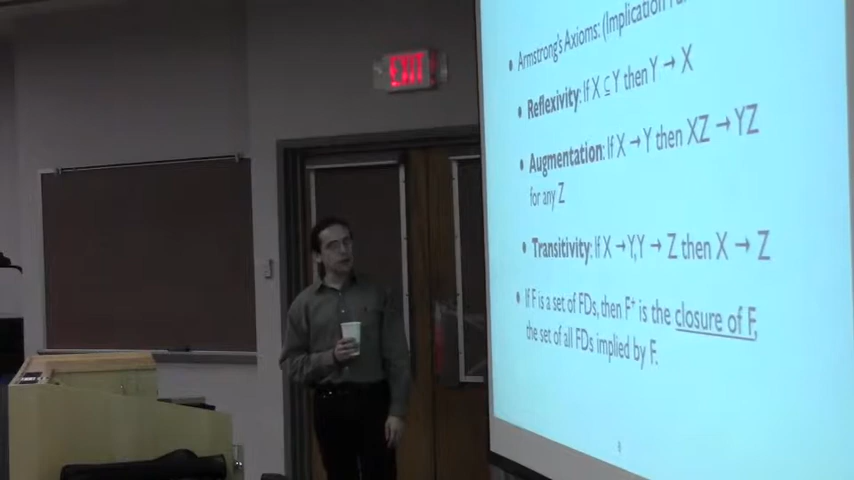 EXIT
• Armstrong's Axioms: (Implication
• Reflexivity: If X ⊆ Y then Y → X
• Augmentation: If X → Y then XZ → YZ
for any Z
• Transitivity: If X → Y, Y → Z then X → Z
• If F is a set of FDs, then F⁺ is the closure of F,
the set of all FDs implied by F.
8